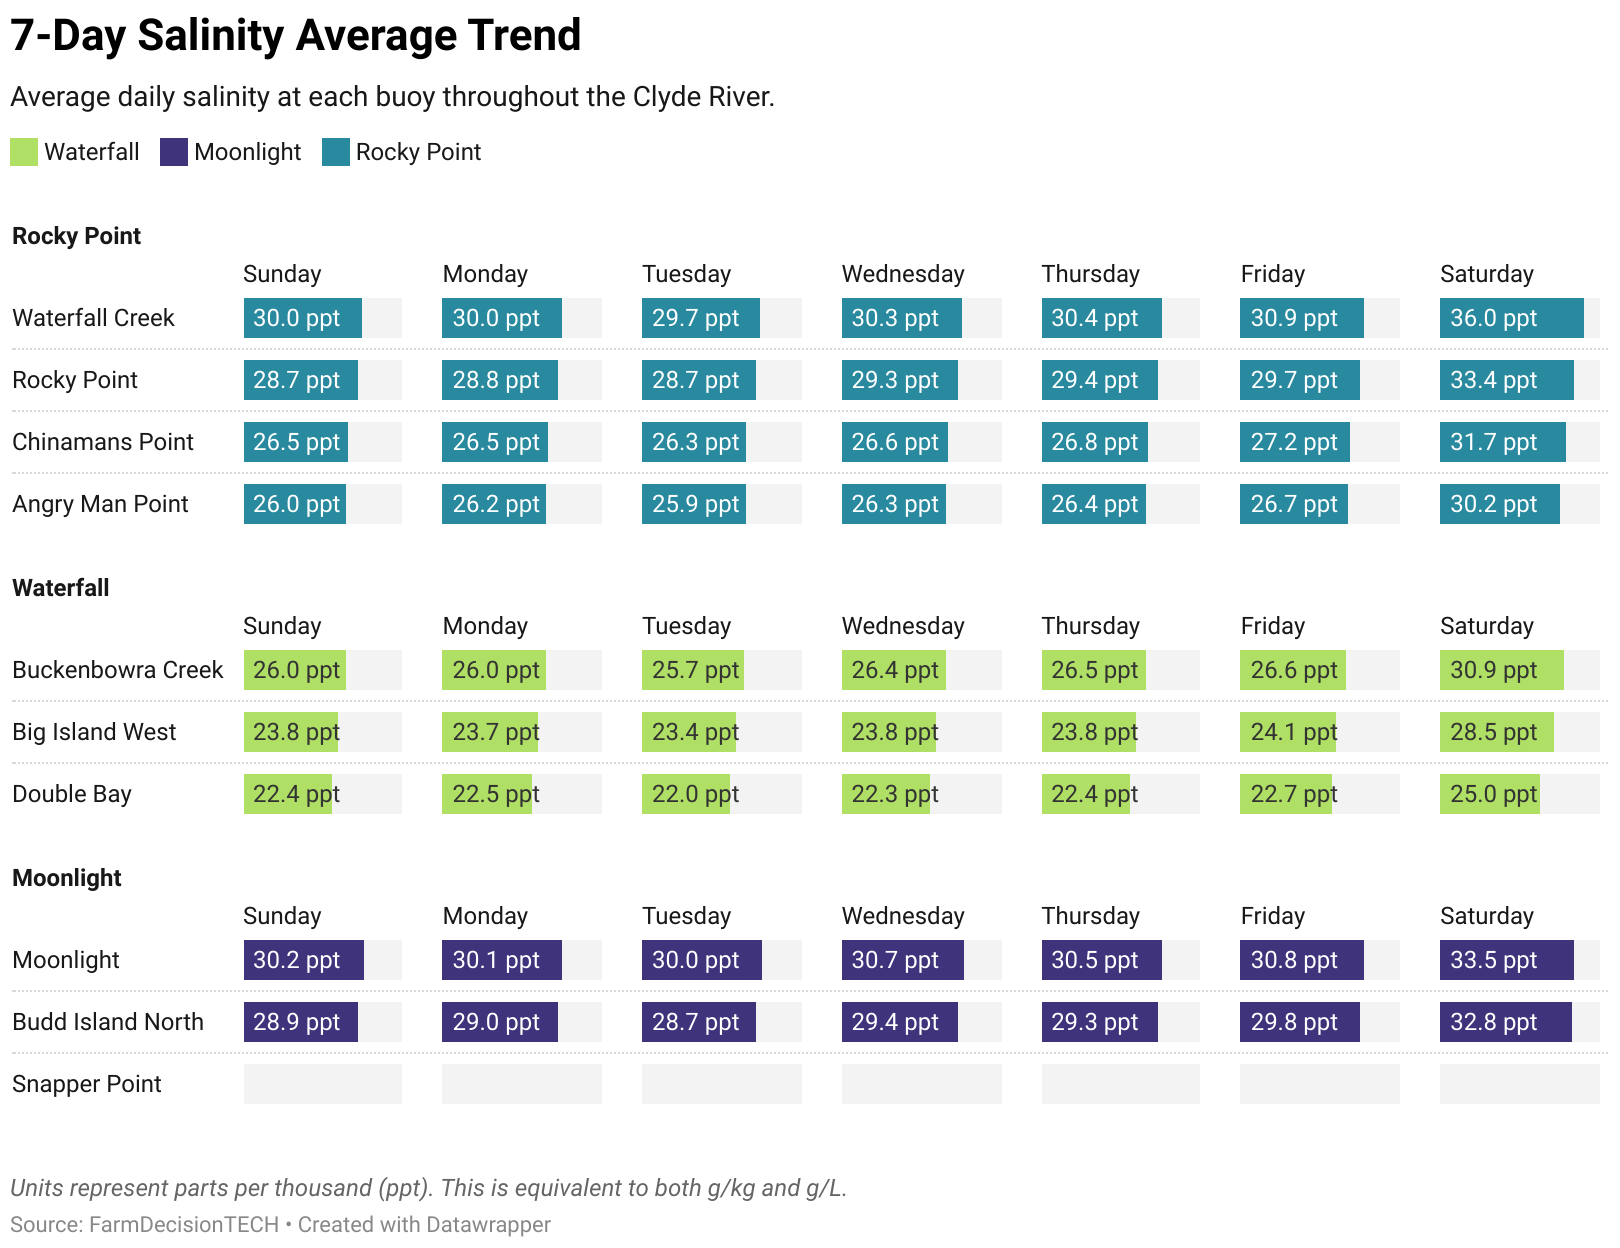 7-Day Salinity Average Trend
Average daily salinity at each buoy throughout the Clyde River.
Waterfall Moonlight Rocky Point
Rocky Point
Sunday Monday Tuesday Wednesday Thursday Friday Saturday
Waterfall Creek 30.0 ppt 30.0 ppt 29.7 ppt 30.3 ppt 30.4 ppt 30.9 ppt 36.0 ppt
Rocky Point 28.7 ppt 28.8 ppt 28.7 ppt 29.3 ppt 29.4 ppt 29.7 ppt 33.4 ppt
Chinamans Point 26.5 ppt 26.5 ppt 26.3 ppt 26.6 ppt 26.8 ppt 27.2 ppt 31.7 ppt
Angry Man Point 26.0 ppt 26.2 ppt 25.9 ppt 26.3 ppt 26.4 ppt 26.7 ppt 30.2 ppt
Waterfall
Sunday Monday Tuesday Wednesday Thursday Friday Saturday
Buckenbowra Creek 26.0 ppt 26.0 ppt 25.7 ppt 26.4 ppt 26.5 ppt 26.6 ppt 30.9 ppt
Big Island West 23.8 ppt 23.7 ppt 23.4 ppt 23.8 ppt 23.8 ppt 24.1 ppt 28.5 ppt
Double Bay 22.4 ppt 22.5 ppt 22.0 ppt 22.3 ppt 22.4 ppt 22.7 ppt 25.0 ppt
Moonlight
Sunday Monday Tuesday Wednesday Thursday Friday Saturday
Moonlight 30.2 ppt 30.1 ppt 30.0 ppt 30.7 ppt 30.5 ppt 30.8 ppt 33.5 ppt
Budd Island North 28.9 ppt 29.0 ppt 28.7 ppt 29.4 ppt 29.3 ppt 29.8 ppt 32.8 ppt
Snapper Point
Units represent parts per thousand (ppt). This is equivalent to both g/kg and g/L.
Source: FarmDecisionTECH • Created with Datawrapper